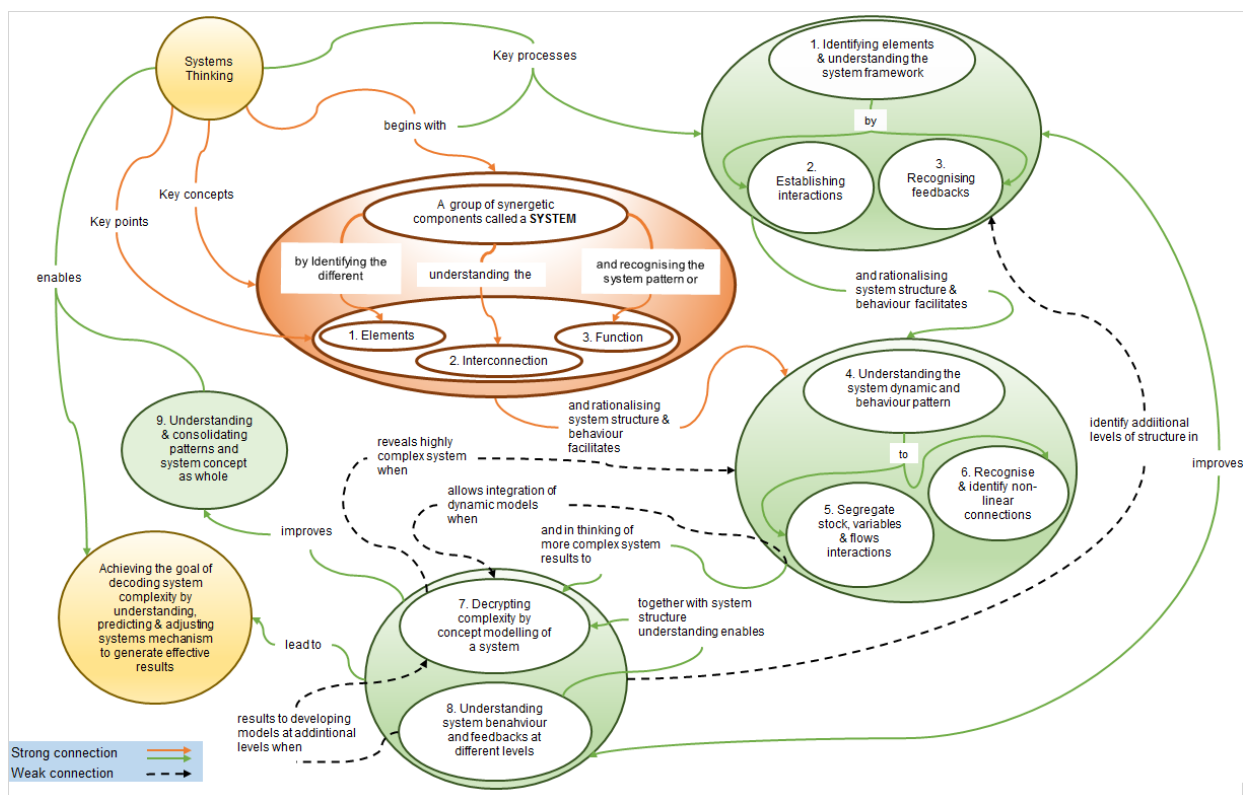 Systems
Thinking
Key processes
1. Identifying elements
& understanding the
system framework
by
2.
Establishing
interactions
3.
Recognising
feedbacks
begins with
Key concepts
Key points
enables
A group of synergetic
components called a SYSTEM
by Identifying the
different
understanding the
and recognising the
system pattern or
1. Elements
2. Interconnection
3. Function
and rationalising
system structure &
behaviour facilitates
4. Understanding the
system dynamic and
behaviour pattern
to
5. Segregate
stock, variables
& flows
interactions
6. Recognise
& identify non-
linear
connections
and rationalising
system structure &
behaviour
facilitates
identify addiitional
levels of structure in
improves
9. Understanding
& consolidating
patterns and
system concept
as whole
reveals highly
complex system
when
allows integration of
dynamic models
when
and in thinking of
more complex system
results to
improves
Achieving the goal of
decoding system
complexity by
understanding,
predicting & adjusting
systems mechanism
to generate effective
results
lead to
7. Decrypting
complexity by
concept modelling of
a system
together with system
structure
understanding enables
8. Understanding
system benahviour
and feedbacks at
different levels
results to developing
models at addintional
levels when
Strong connection
Weak connection